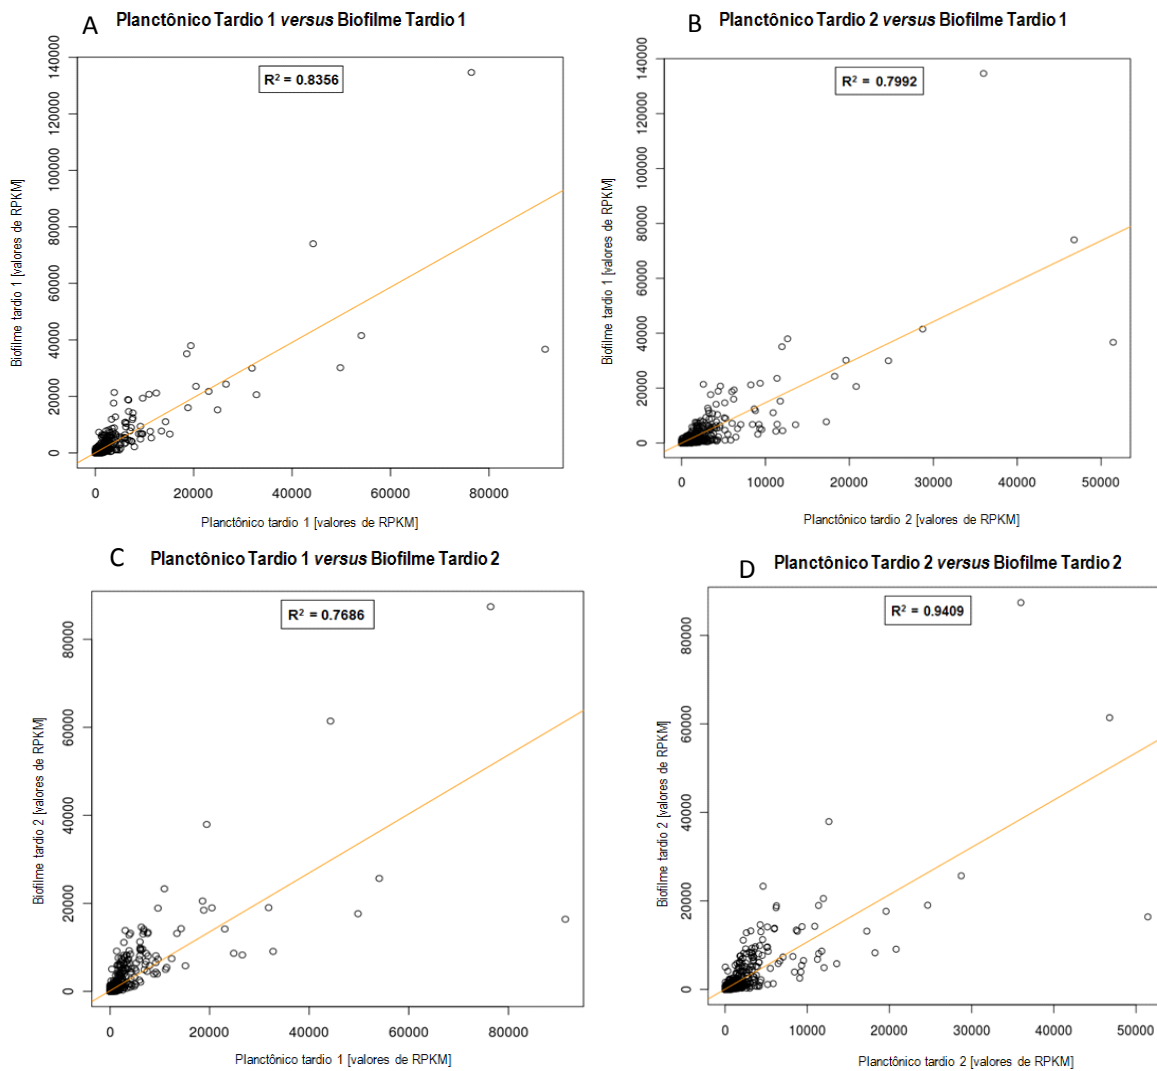 A
Planctônico Tardio 1 versus Biofilme Tardio 1
R² = 0.8356
Biofilme tardio 1 [valores de RPKM]
140000
120000
100000
80000
60000
40000
20000
0
0 20000 40000 60000 80000
Planctônico tardio 1 [valores de RPKM]
B
Planctônico Tardio 2 versus Biofilme Tardio 1
R² = 0.7992
Biofilme tardio 1 [valores de RPKM]
140000
120000
100000
80000
60000
40000
20000
0
0 10000 20000 30000 40000 50000
Planctônico tardio 2 [valores de RPKM]
C
Planctônico Tardio 1 versus Biofilme Tardio 2
R² = 0.7686
Biofilme tardio 2 [valores de RPKM]
80000
60000
40000
20000
0
0 20000 40000 60000 80000
Planctônico tardio 1 [valores de RPKM]
D
Planctônico Tardio 2 versus Biofilme Tardio 2
R² = 0.9409
Biofilme tardio 2 [valores de RPKM]
80000
60000
40000
20000
0
0 10000 20000 30000 40000 50000
Planctônico tardio 2 [valores de RPKM]